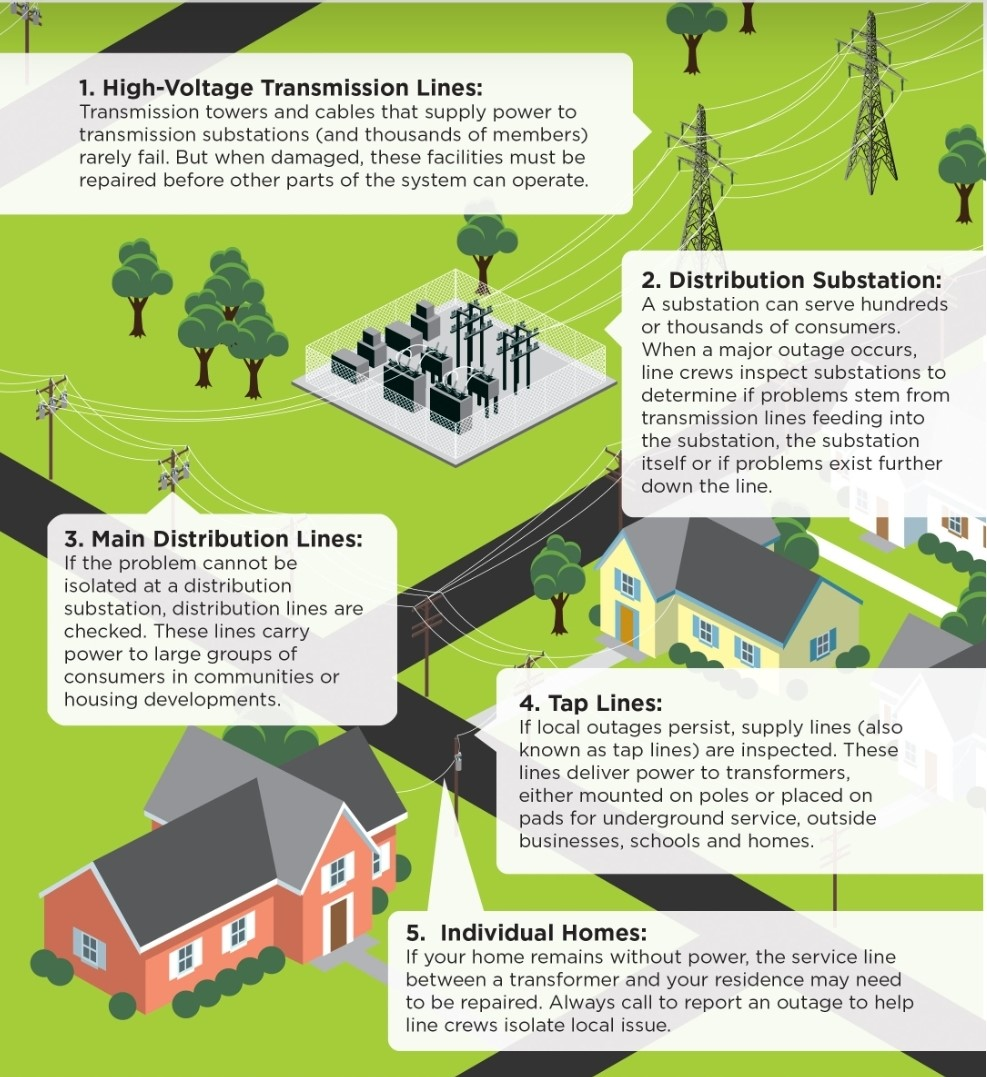 1. High-Voltage Transmission Lines:
Transmission towers and cables that supply power to
transmission substations (and thousands of members)
rarely fail. But when damaged, these facilities must be
repaired before other parts of the system can operate.
2. Distribution Substation:
A substation can serve hundreds
or thousands of consumers.
When a major outage occurs,
line crews inspect substations to
determine if problems stem from
transmission lines feeding into
the substation, the substation
itself or if problems exist further
down the line.
3. Main Distribution Lines:
If the problem cannot be
isolated at a distribution
substation, distribution lines are
checked. These lines carry
power to large groups of
consumers in communities or
housing developments.
4. Tap Lines:
If local outages persist, supply lines (also
known as tap lines) are inspected. These
lines deliver power to transformers,
either mounted on poles or placed on
pads for underground service, outside
businesses, schools and homes.
5. Individual Homes:
If your home remains without power, the service line
between a transformer and your residence may need
to be repaired. Always call to report an outage to help
line crews isolate local issue.